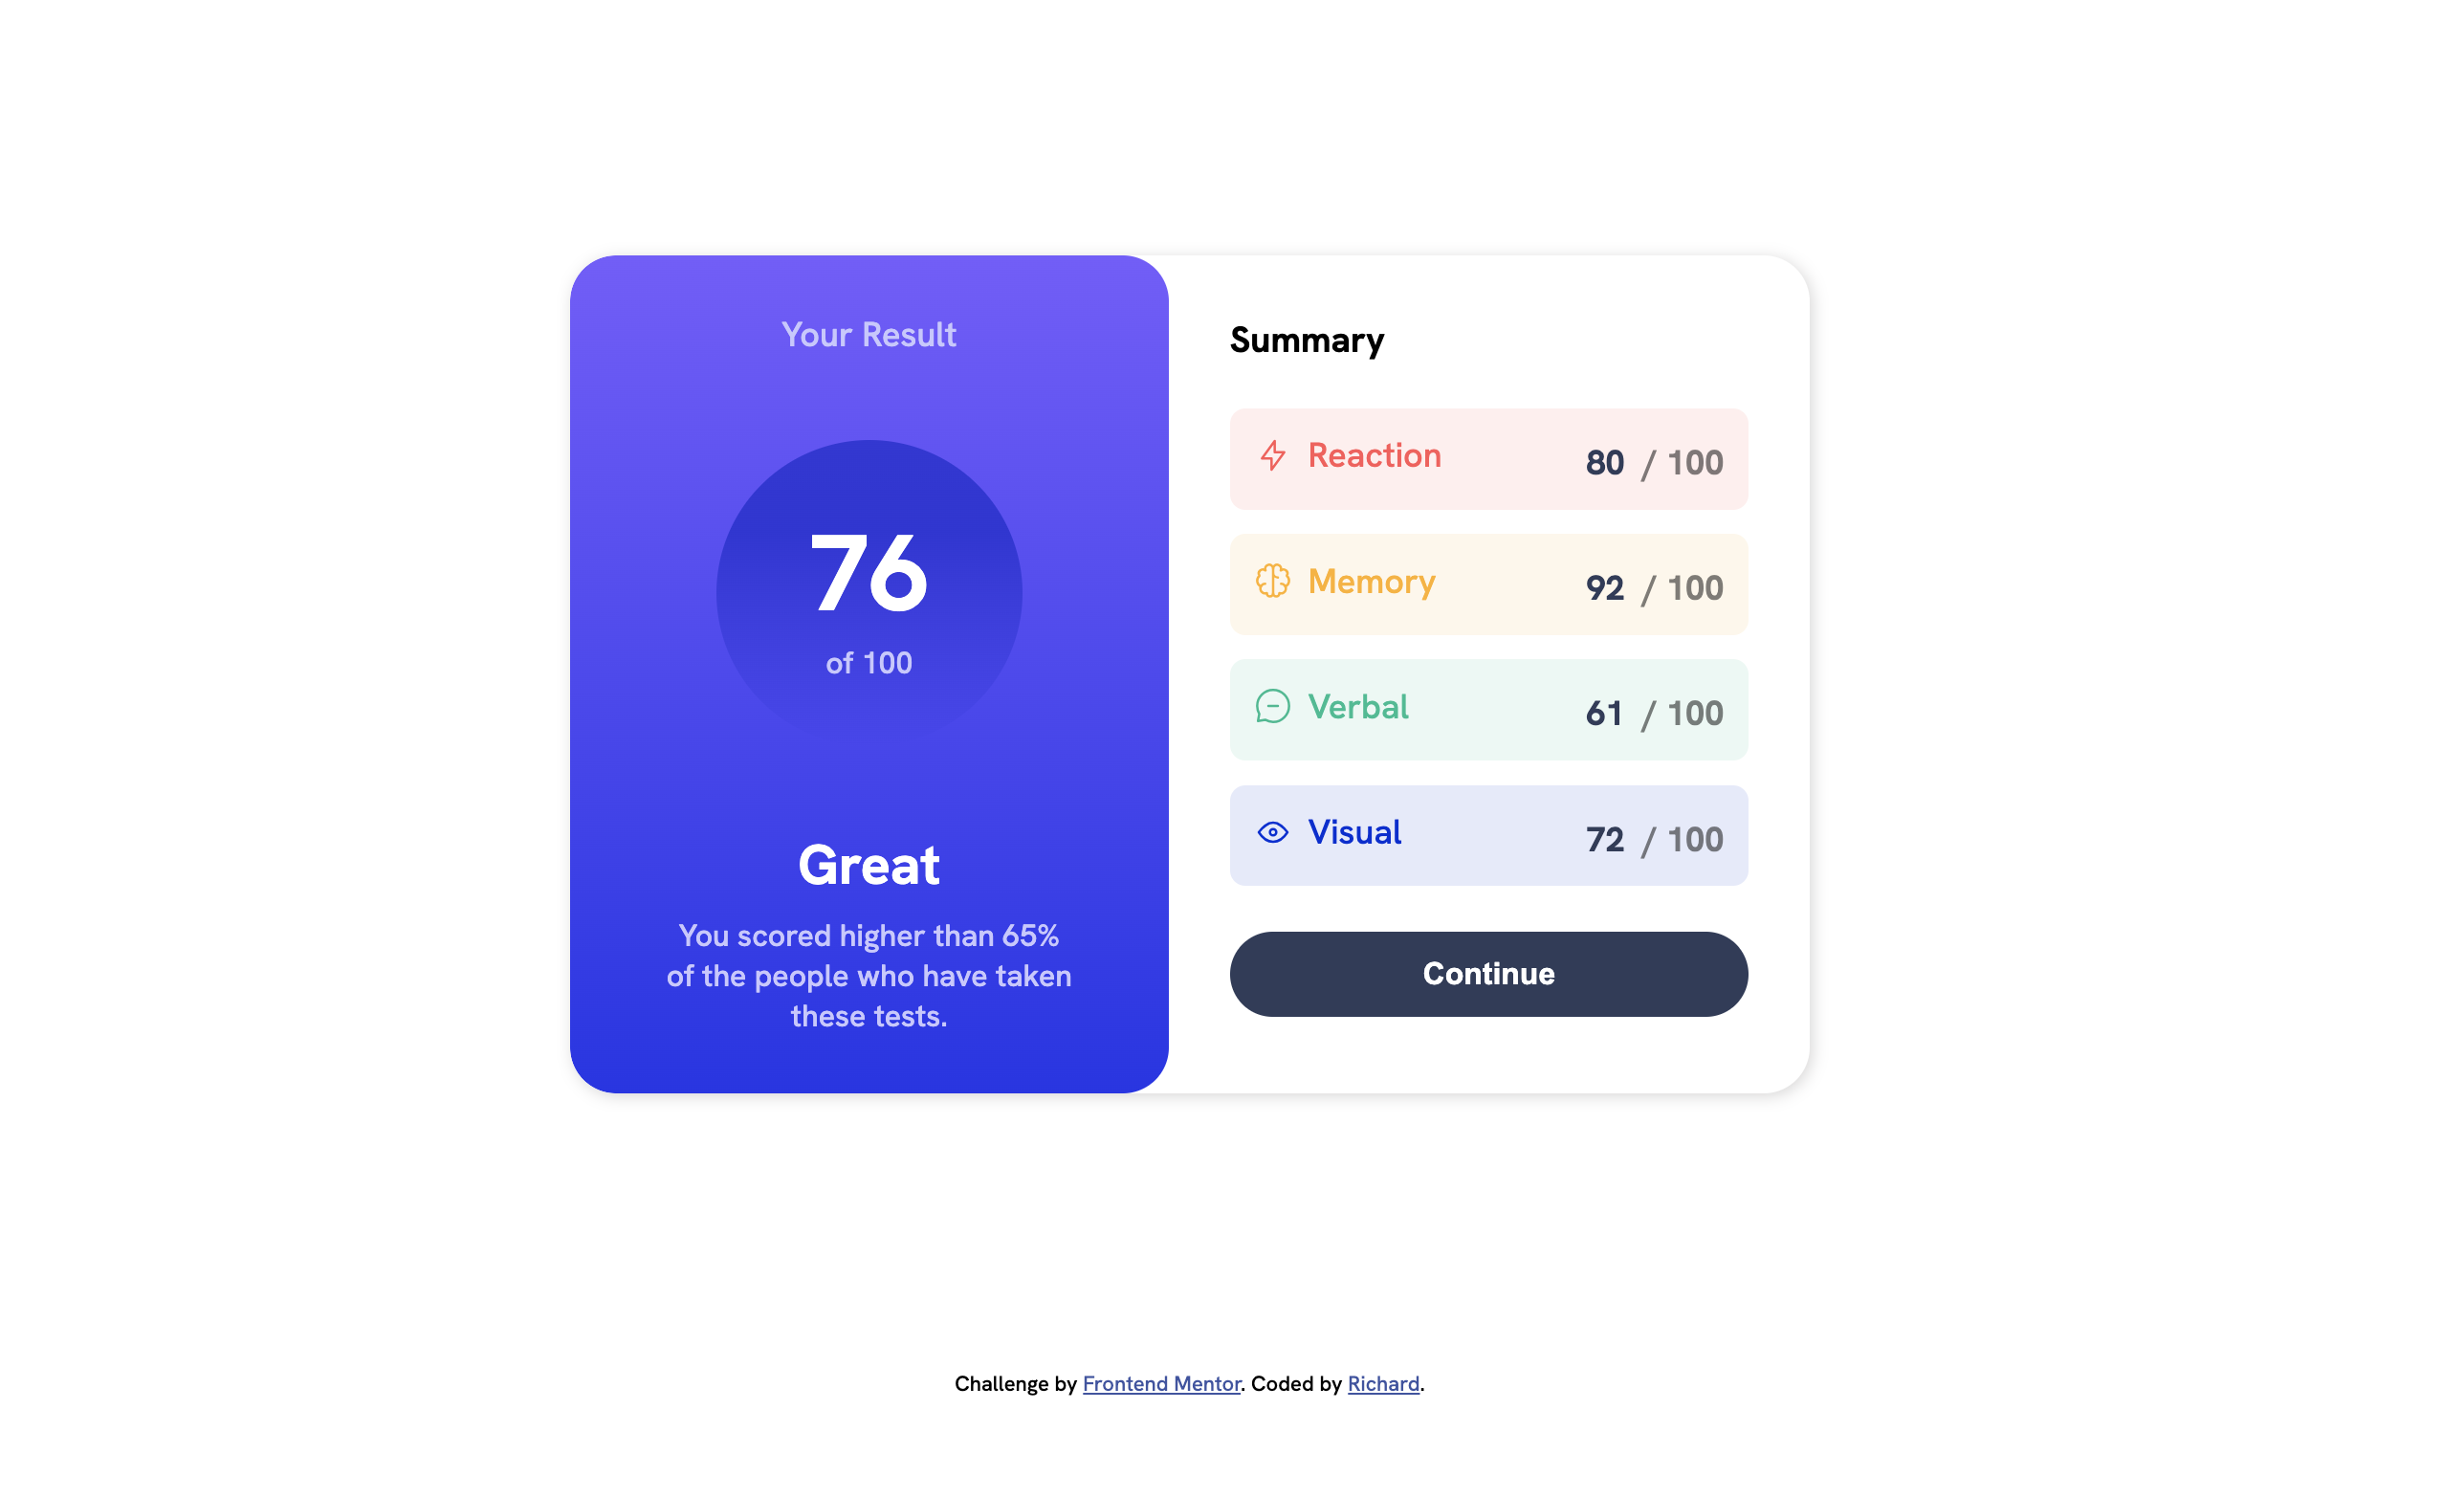 Your Result
76
of 100
Great
You scored higher than 65%
of the people who have taken
these tests.
Summary
Reaction 80 / 100
Memory 92 / 100
Verbal 61 / 100
Visual 72 / 100
Continue
Challenge by Frontend Mentor. Coded by Richard.